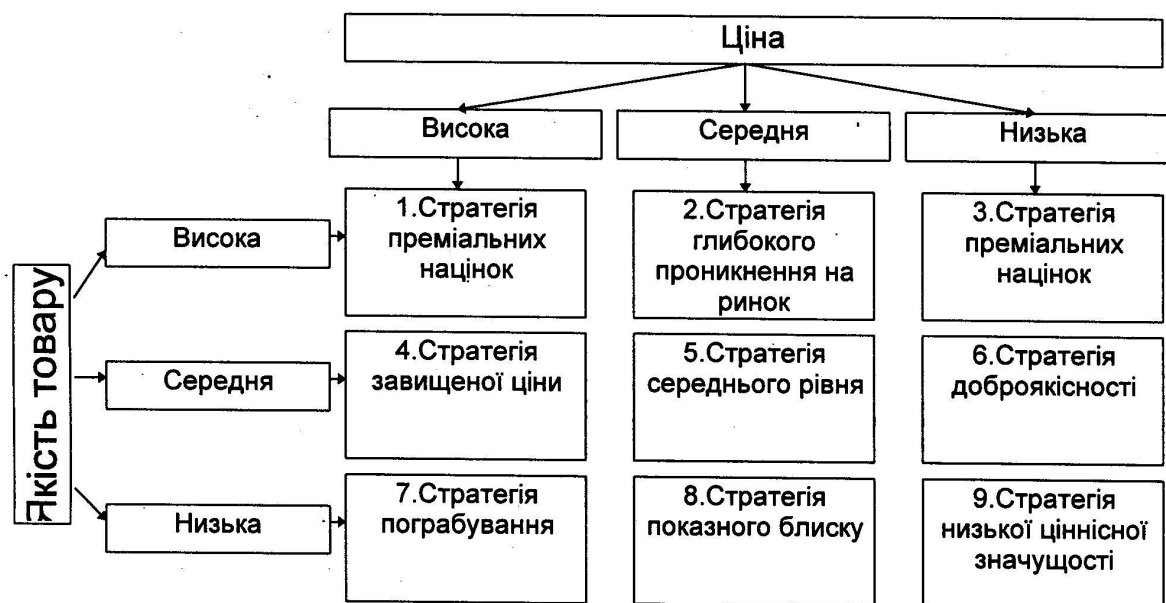 Ціна
Висока
Середня
Низька
Якість товару
Висока
1.Стратегія
преміальних
націнок
2.Стратегія
глибокого
проникнення на
ринок
3.Стратегія
преміальних
націнок
Середня
4.Стратегія
завищеної ціни
5.Стратегія
середнього рівня
6.Стратегія
доброякісності
Низька
7.Стратегія
пограбування
8.Стратегія
показного блиску
9.Стратегія
низької ціннісної
значущості